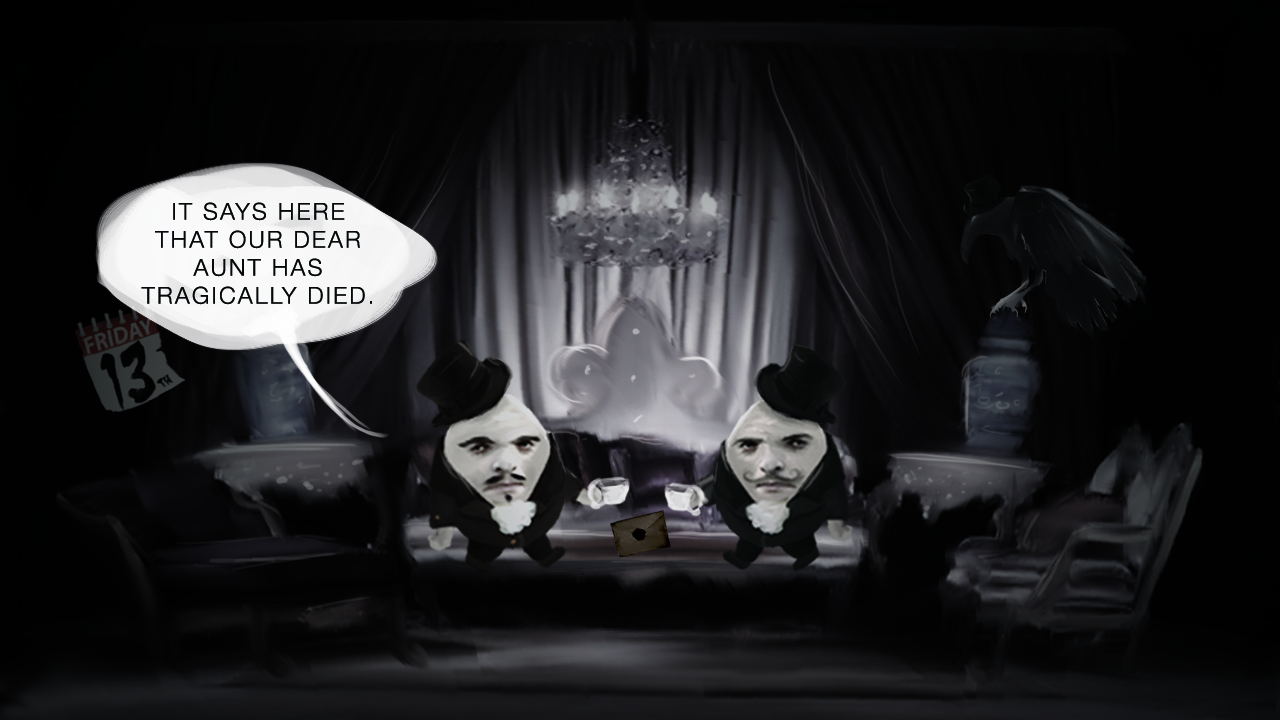 IT SAYS HERE
THAT OUR DEAR
AUNT HAS
TRAGICALLY DIED.
FRIDAY
13TH